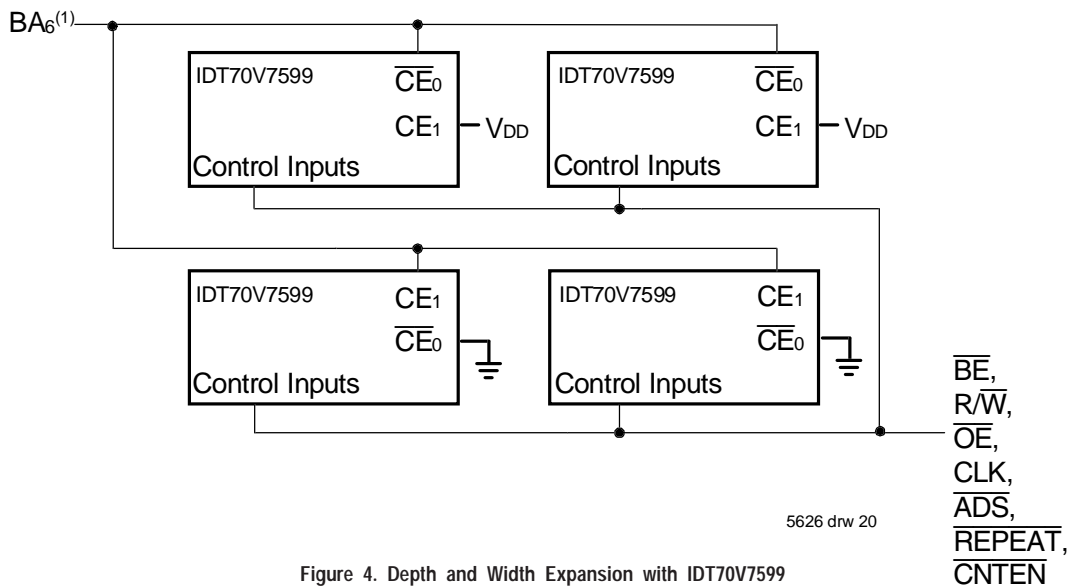 BA6(1)
IDT70V7599
CE0
CE1
VDD
Control Inputs
IDT70V7599
CE0
CE1
VDD
Control Inputs
IDT70V7599
CE1
CE0
Control Inputs
IDT70V7599
CE1
CE0
Control Inputs
BE,
R/W,
OE,
CLK,
ADS,
REPEAT,
CNTEN
5626 drw 20
Figure 4. Depth and Width Expansion with IDT70V7599